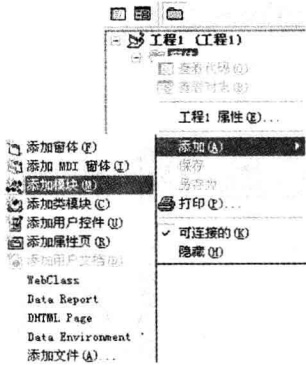 工程1 (工程1)
查看代码(O)
查看对象(B)
工程1 属性(E)...
添加(A)
保存
另存为
打印(P)...
可连接的(K)
隐藏(H)
添加窗体(F)
添加 MDI 窗体(I)
添加模块(M)
添加类模块(C)
添加用户控件(U)
添加属性页(R)
添加用户文档(D)
WebClass
Data Report
DHTML Page
Data Environment
添加文件(A)...